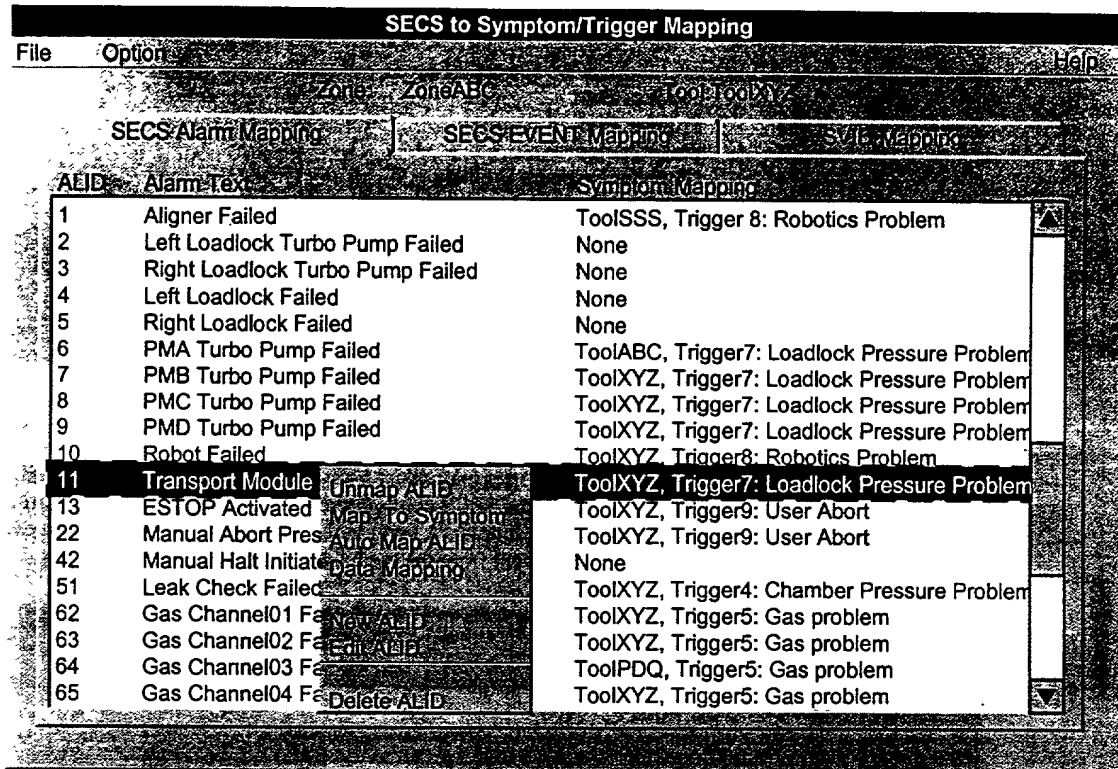 SECS to Symptom/Trigger Mapping
File Option Help
Zone ZoneABC Tool ToolXYZ
SECS Alarm Mapping SECS EVENT Mapping SVID Mapping
ALID Alarm Text Symptom Mapping
1 Aligner Failed ToolSSS, Trigger 8: Robotics Problem
2 Left Loadlock Turbo Pump Failed None
3 Right Loadlock Turbo Pump Failed None
4 Left Loadlock Failed None
5 Right Loadlock Failed None
6 PMA Turbo Pump Failed ToolABC, Trigger7: Loadlock Pressure Problem
7 PMB Turbo Pump Failed ToolXYZ, Trigger7: Loadlock Pressure Problem
8 PMC Turbo Pump Failed ToolXYZ, Trigger7: Loadlock Pressure Problem
9 PMD Turbo Pump Failed ToolXYZ, Trigger7: Loadlock Pressure Problem
10 Robot Failed ToolXYZ, Trigger8: Robotics Problem
11 Transport Module ToolXYZ, Trigger7: Loadlock Pressure Problem
13 ESTOP Activated ToolXYZ, Trigger9: User Abort
22 Manual Abort Pres ToolXYZ, Trigger9: User Abort
42 Manual Halt Initiate None
51 Leak Check Failed ToolXYZ, Trigger4: Chamber Pressure Problem
62 Gas Channel01 Fa ToolXYZ, Trigger5: Gas problem
63 Gas Channel02 Fa ToolXYZ, Trigger5: Gas problem
64 Gas Channel03 Fa ToolPDQ, Trigger5: Gas problem
65 Gas Channel04 Fa ToolXYZ, Trigger5: Gas problem
Unmap ALID
Map To Symptom
Auto Map ALID
Data Mapping
New ALID
Edit ALID
Delete ALID